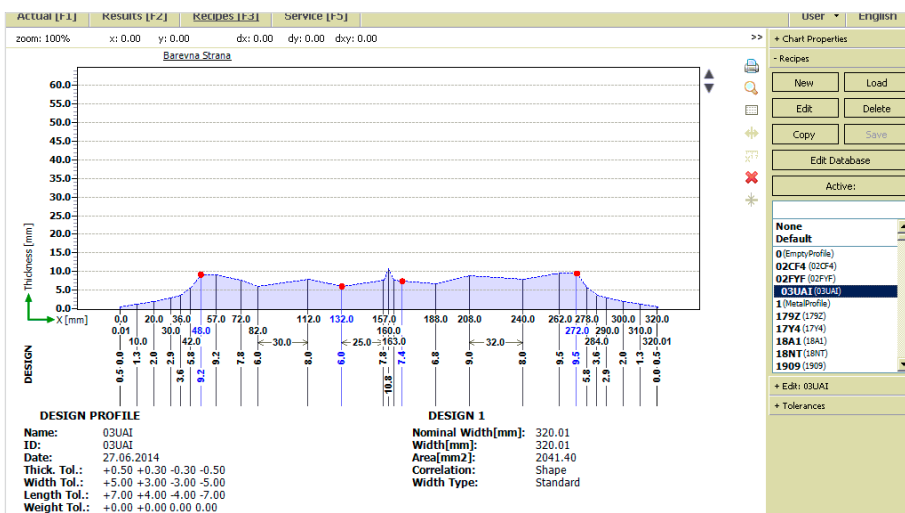 Actual [F1] Results [F2] Recipes [F3] Service [F5] User English
zoom: 100% x: 0.00 y: 0.00 dx: 0.00 dy: 0.00 dxy: 0.00 >>
Barevna Strana
60.0
55.0
50.0
45.0
40.0
35.0
30.0
25.0
20.0
15.0
10.0
5.0
0.0
Thickness [mm]
X [mm]
0,0 20.0 36.0 57.0 72.0 112.0 132.0 157.0 188.0 208.0 240.0 262.0 278.0 300.0 320.0
0.01 30.0 48.0 82.0 160.0 272.0 290.0 310.0
10.0 42.0 30.0 25.0 163.0 32.0 284.0 320.01
DESIGN
0.5 0.0 1.3 2.0 2.9 3.6 5.8 9.2 9.2 7.8 6.0 8.0 6.0 7.8 10.8 7.4 6.8 9.0 8.0 9.5 9.5 5.8 3.6 2.9 2.0 1.3 0.0 0.5
DESIGN PROFILE
Name: 03UAI
ID: 03UAI
Date: 27.06.2014
Thick. Tol.: +0.50 +0.30 -0.30 -0.50
Width Tol.: +5.00 +3.00 -3.00 -5.00
Length Tol.: +7.00 +4.00 -4.00 -7.00
Weight Tol.: +0.00 +0.00 0.00 0.00
DESIGN 1
Nominal Width[mm]: 320.01
Width[mm]: 320.01
Area[mm2]: 2041.40
Correlation: Shape
Width Type: Standard
+ Chart Properties
- Recipes
New Load
Edit Delete
Copy Save
Edit Database
Active:
None
Default
0 (EmptyProfile)
02CF4 (02CF4)
02FYF (02FYF)
03UAI (03UAI)
1 (MetalProfile)
179Z (179Z)
17Y4 (17Y4)
18A1 (18A1)
18NT (18NT)
1909 (1909)
+ Edit: 03UAI
+ Tolerances